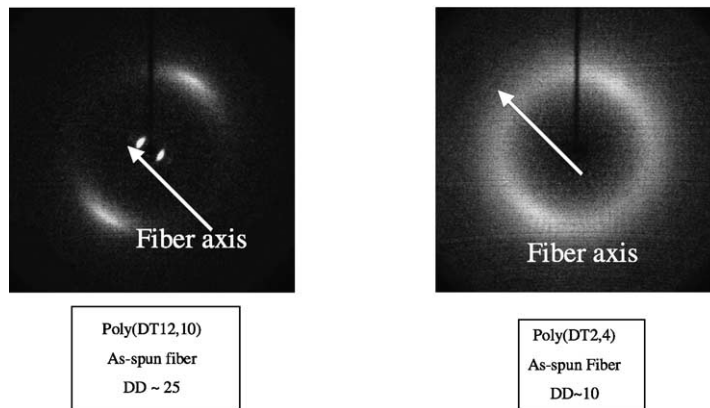 Fiber axis
Poly(DT12,10)
As-spun fiber
DD ~ 25
Fiber axis
Poly(DT2,4)
As-spun Fiber
DD~10